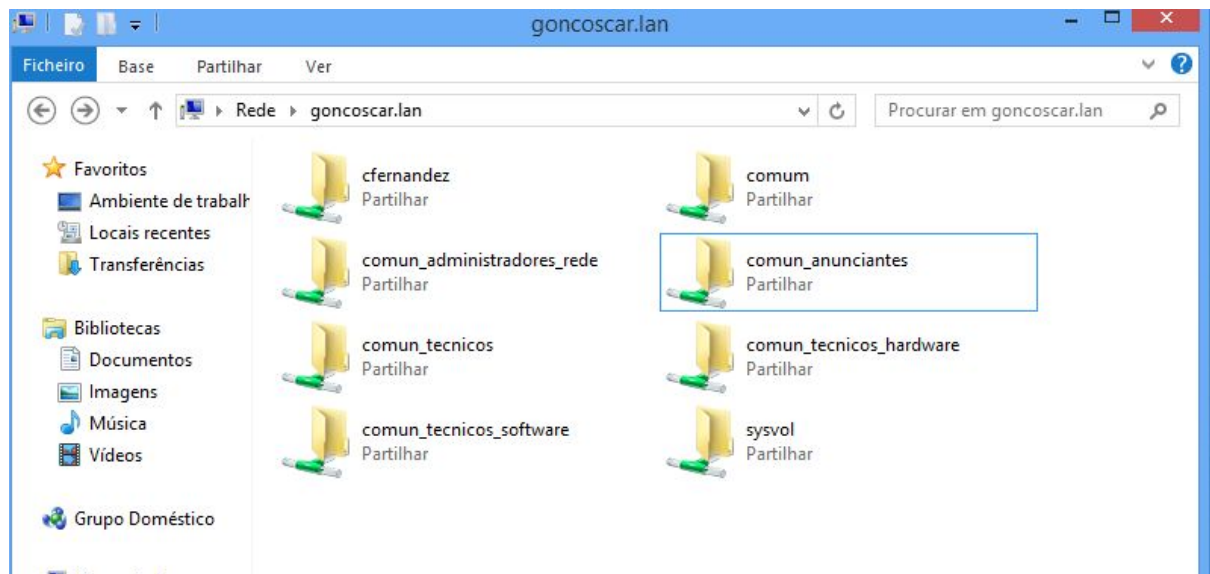 goncoscar.lan
Ficheiro Base Partilhar Ver
Rede goncoscar.lan
Procurar em goncoscar.lan
Favoritos
Ambiente de trabalh
Locais recentes
Transferências
Bibliotecas
Documentos
Imagens
Música
Vídeos
Grupo Doméstico
cfernandez
Partilhar
comum
Partilhar
comun_administradores_rede
Partilhar
comun_anunciantes
Partilhar
comun_tecnicos
Partilhar
comun_tecnicos_hardware
Partilhar
comun_tecnicos_software
Partilhar
sysvol
Partilhar